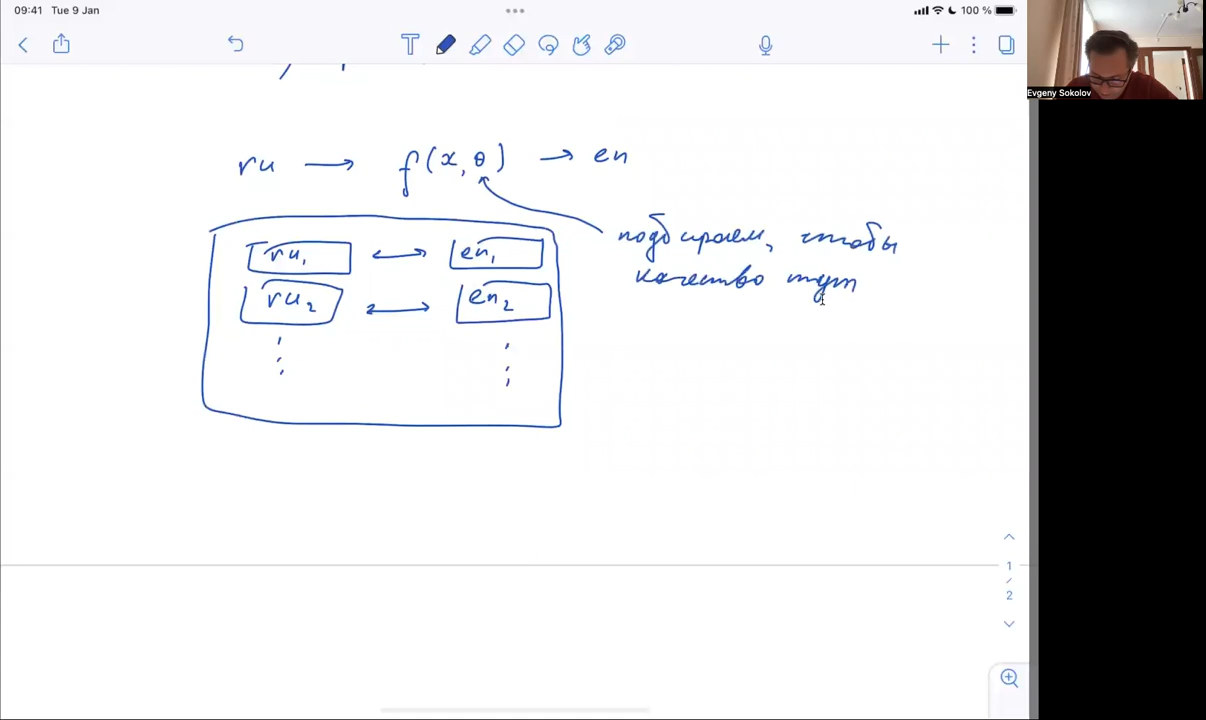 09:41 Tue 9 Jan
100 %
Evgeny Sokolov
ru → f(x, θ) → en
подбираем, чтобы
качество тут
ru₁ ↔ en₁
ru₂ ↔ en₂
⋮ ⋮
1
/
2